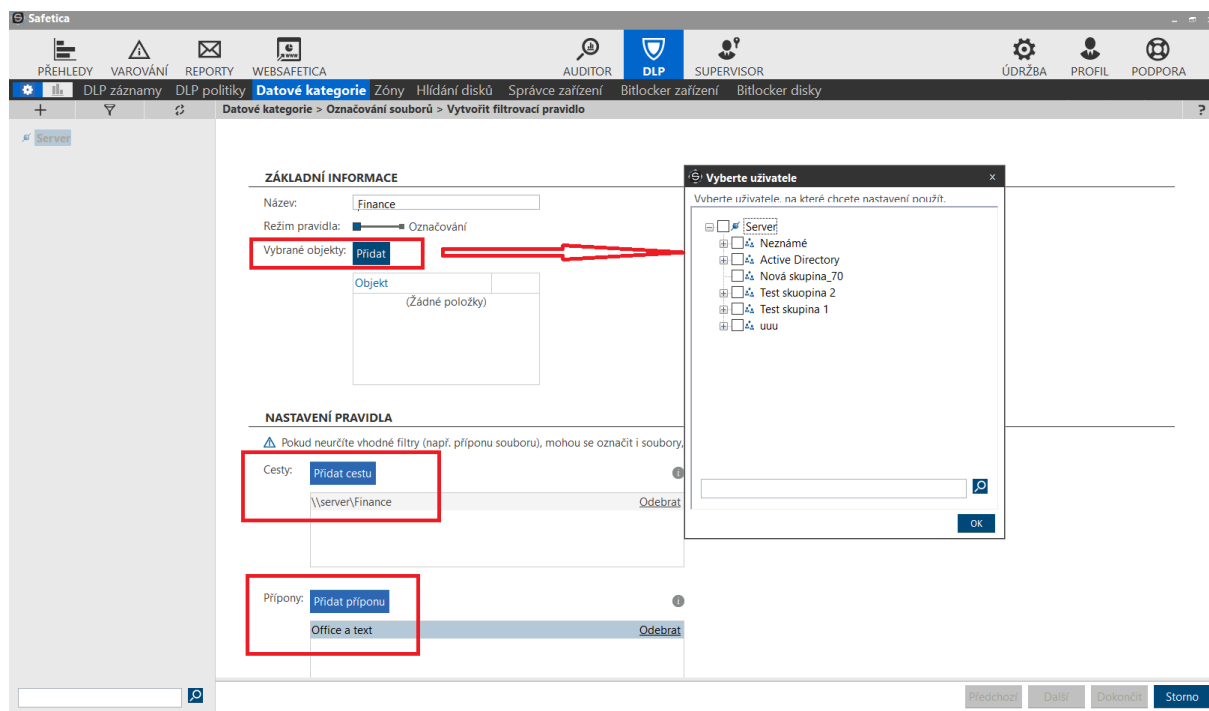 Safetica
PŘEHLEDY VAROVÁNÍ REPORTY WEBSAFETICA AUDITOR DLP SUPERVISOR ÚDRŽBA PROFIL PODPORA
DLP záznamy DLP politiky Datové kategorie Zóny Hlídání disků Správce zařízení Bitlocker zařízení Bitlocker disky
Datové kategorie > Označování souborů > Vytvořit filtrovací pravidlo ?
Server
ZÁKLADNÍ INFORMACE
Název: Finance
Režim pravidla: Označování
Vybrané objekty: Přidat
Objekt
(Žádné položky)
Vyberte uživatele x
Vyberte uživatele, na které chcete nastavení použít.
Server
Neznámé
Active Directory
Nová skupina_70
Test skuopina 2
Test skupina 1
uuu
OK
NASTAVENÍ PRAVIDLA
Pokud neurčíte vhodné filtry (např. příponu souboru), mohou se označit i soubory,
Cesty: Přidat cestu
\\server\Finance Odebrat
Přípony: Přidat příponu
Office a text Odebrat
Předchozí Další Dokončit Storno